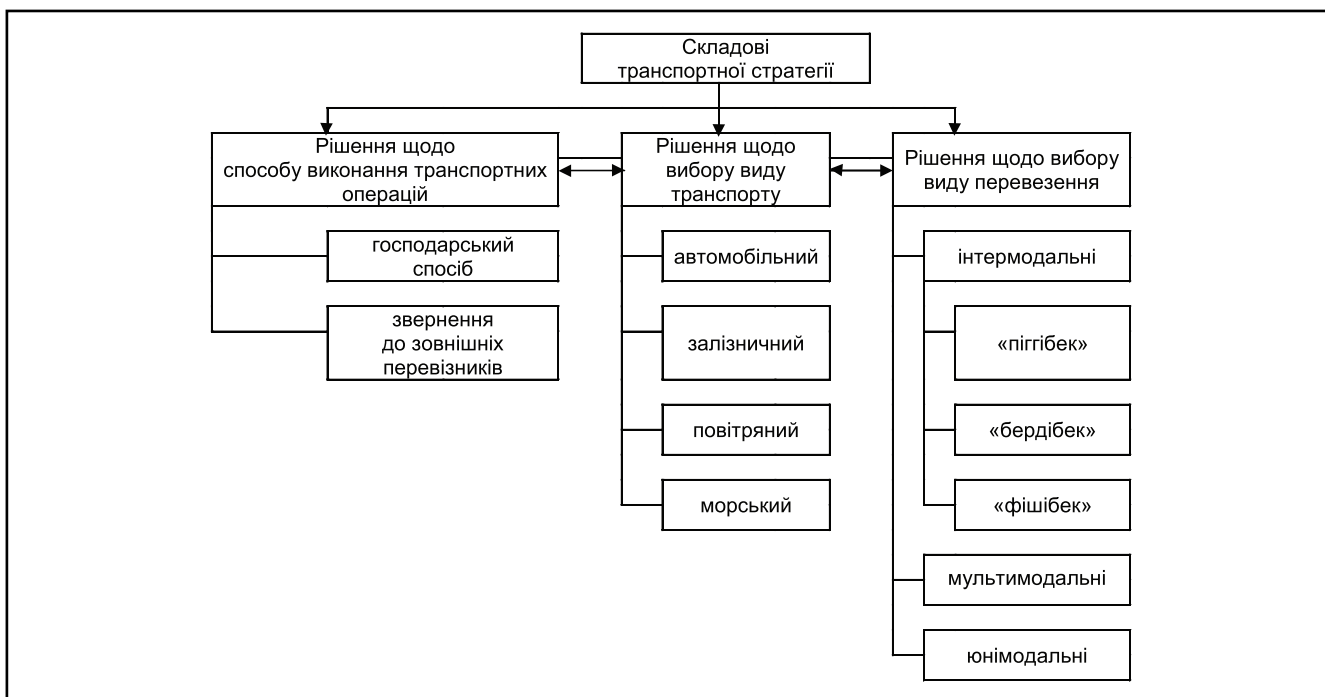 Складові
транспортної стратегії
Рішення щодо
способу виконання транспортних
операцій
господарський
спосіб
звернення
до зовнішніх
перевізників
Рішення щодо
вибору виду
транспорту
автомобільний
залізничний
повітряний
морський
Рішення щодо вибору
виду перевезення
інтермодальні
«піггібек»
«бердібек»
«фішібек»
мультимодальні
юнімодальні